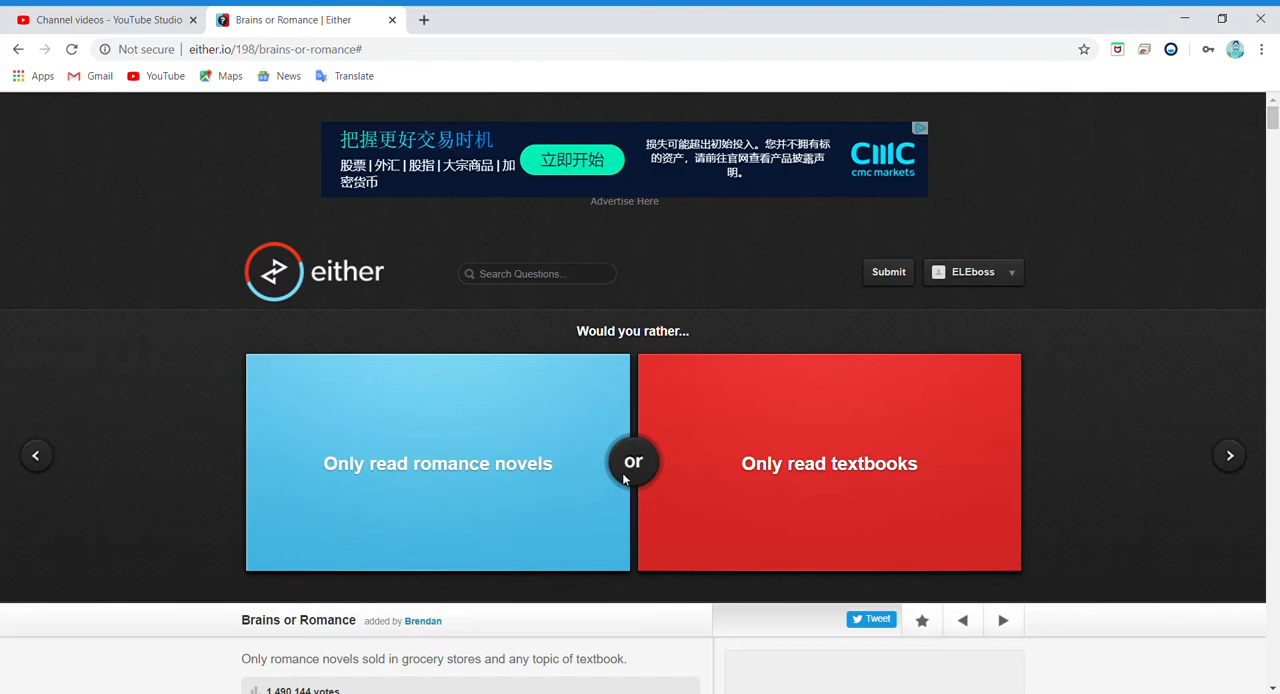 Channel videos - YouTube Studio
Brains or Romance | Either
Not secure | either.io/198/brains-or-romance#
Apps Gmail YouTube Maps News Translate
把握更好交易时机
股票 | 外汇 | 股指 | 大宗商品 | 加
密货币
立即开始
损失可能超出初始投入。您并不拥有标
的资产，请前往官网查看产品披露声
明。
cmc markets
Advertise Here
either
Search Questions...
Submit
ELEboss
Would you rather...
Only read romance novels
or
Only read textbooks
Brains or Romance added by Brendan
Tweet
Only romance novels sold in grocery stores and any topic of textbook.
1,490,144 votes